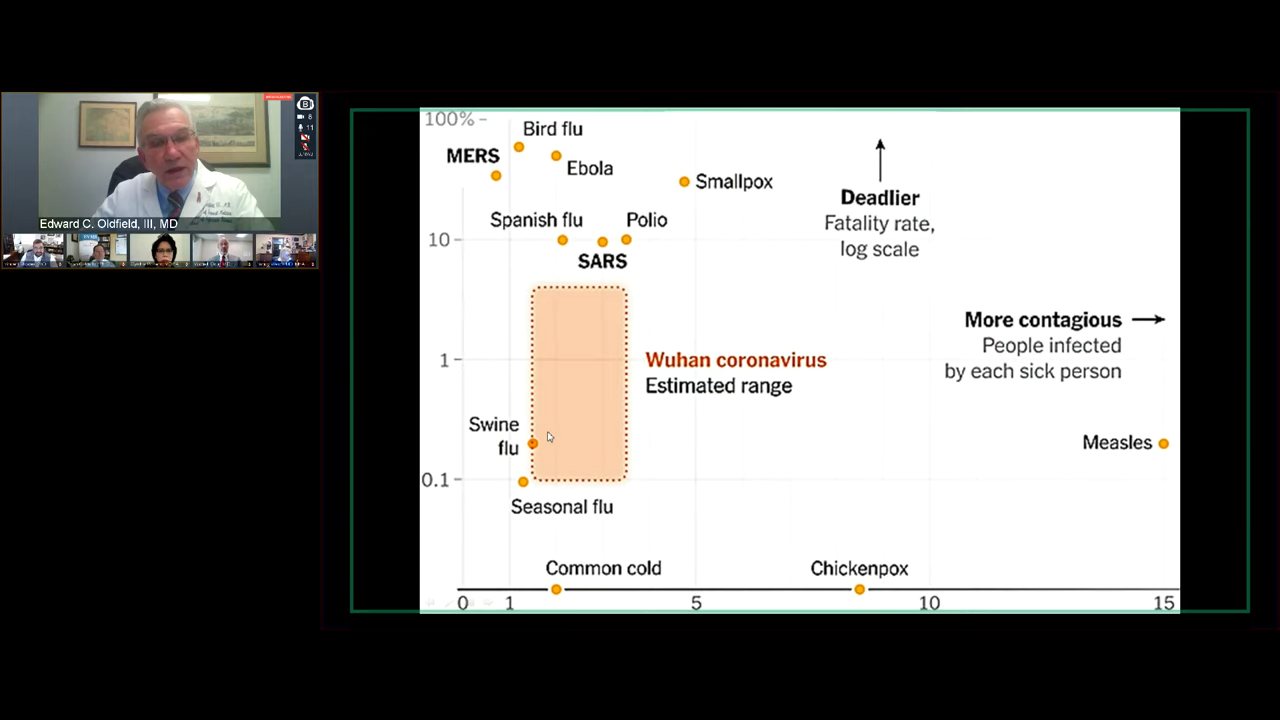 Edward C. Oldfield, III, MD
8
11
100%
Bird flu
MERS
Ebola
Smallpox
Deadlier
Fatality rate,
log scale
Spanish flu
Polio
10
SARS
More contagious
People infected
by each sick person
1
Wuhan coronavirus
Estimated range
Swine
flu
Measles
0.1
Seasonal flu
Common cold
Chickenpox
0
1
5
10
15